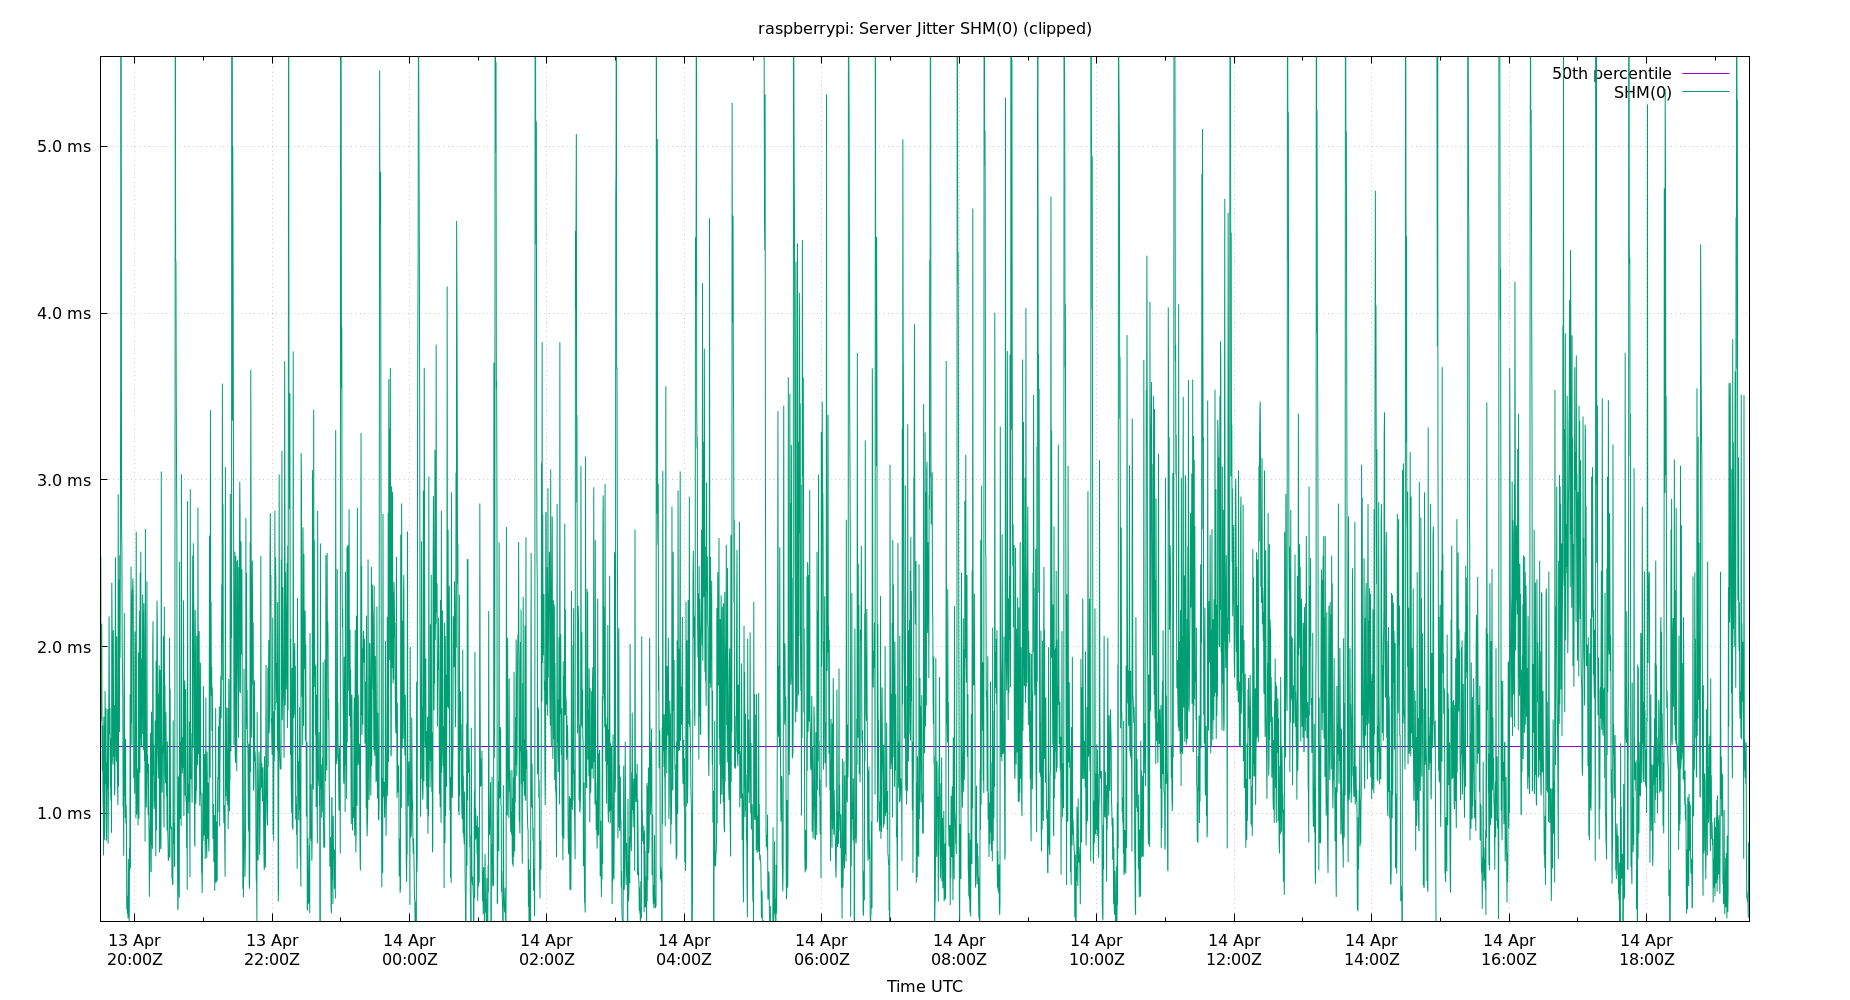 raspberrypi: Server Jitter SHM(0) (clipped)
50th percentile
SHM(0)
5.0 ms
4.0 ms
3.0 ms
2.0 ms
1.0 ms
13 Apr 13 Apr 14 Apr 14 Apr 14 Apr 14 Apr 14 Apr 14 Apr 14 Apr 14 Apr 14 Apr 14 Apr
20:00Z 22:00Z 00:00Z 02:00Z 04:00Z 06:00Z 08:00Z 10:00Z 12:00Z 14:00Z 16:00Z 18:00Z
Time UTC